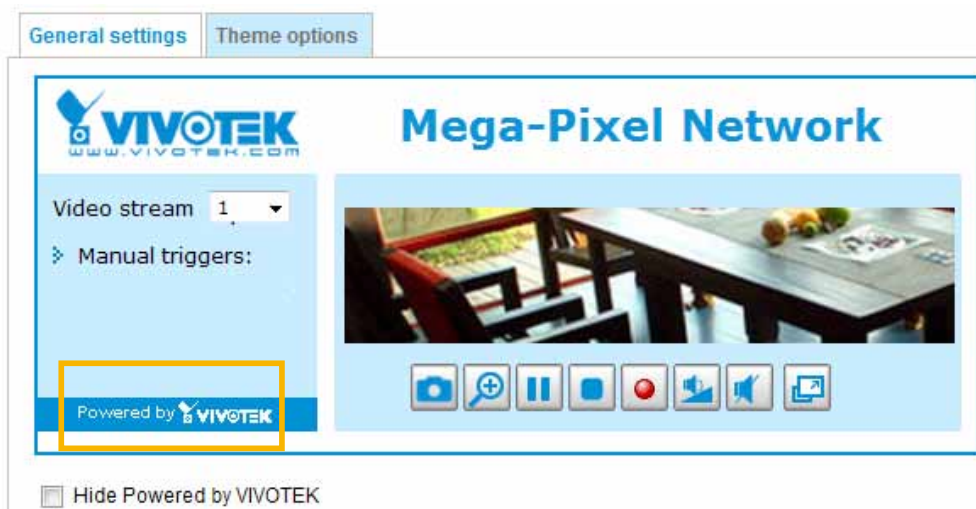 General settings Theme options
VIVOTEK
www.vivotek.com
Mega-Pixel Network
Video stream 1
Manual triggers:
Powered by VIVOTEK
Hide Powered by VIVOTEK